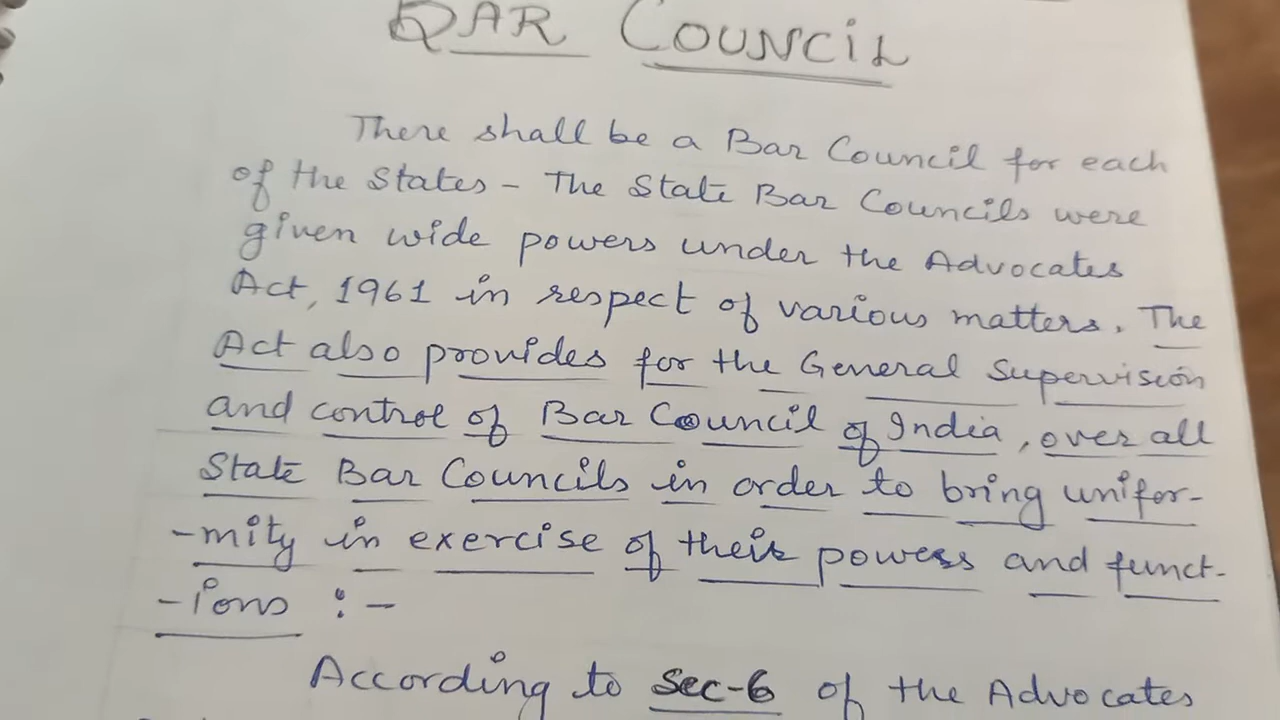 BAR COUNCIL
There shall be a Bar Council for each
of the States - The State Bar Councils were
given wide powers under the Advocates
Act, 1961 in respect of various matters. The
Act also provides for the General Supervision
and control of Bar Council of India, over all
State Bar Councils in order to bring unifor-
-mity in exercise of their powers and funct-
-ions :-
According to Sec-6 of the Advocates